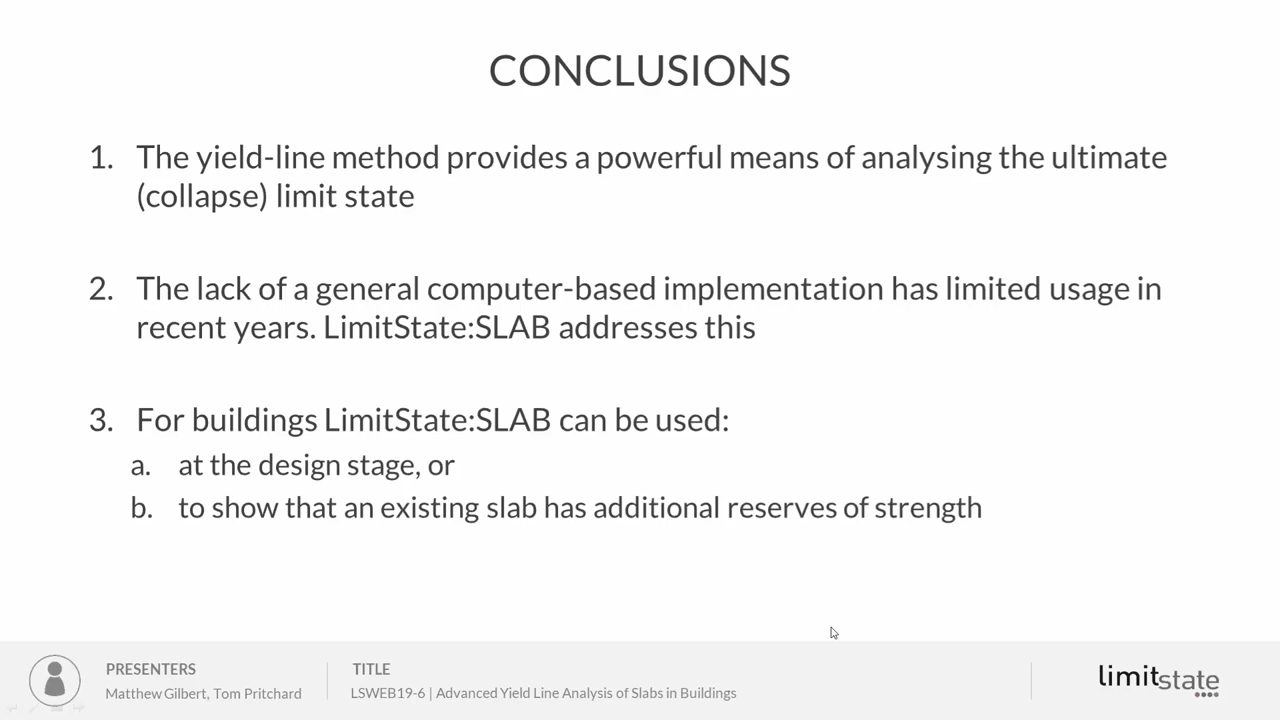 CONCLUSIONS
1. The yield-line method provides a powerful means of analysing the ultimate
(collapse) limit state
2. The lack of a general computer-based implementation has limited usage in
recent years. LimitState:SLAB addresses this
3. For buildings LimitState:SLAB can be used:
a. at the design stage, or
b. to show that an existing slab has additional reserves of strength
PRESENTERS
Matthew Gilbert, Tom Pritchard
TITLE
LSWEB19-6 | Advanced Yield Line Analysis of Slabs in Buildings
limitstate